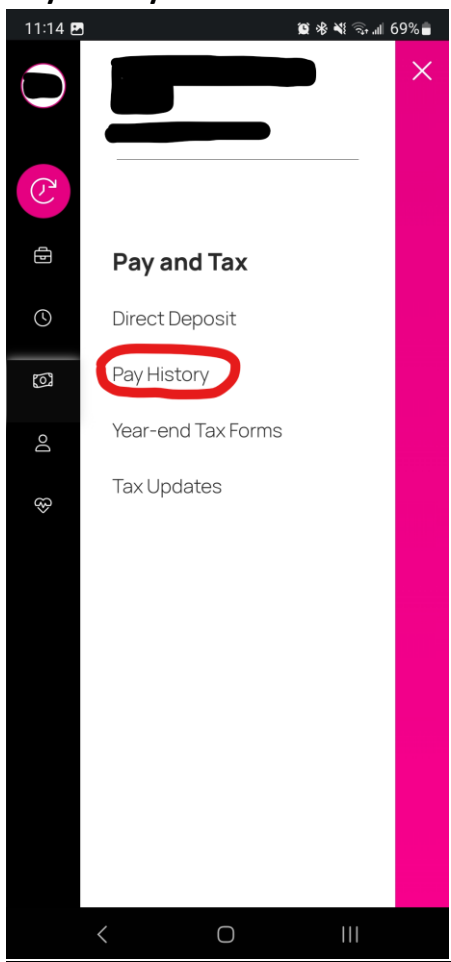 11:14
69%
Pay and Tax
Direct Deposit
Pay History
Year-end Tax Forms
Tax Updates